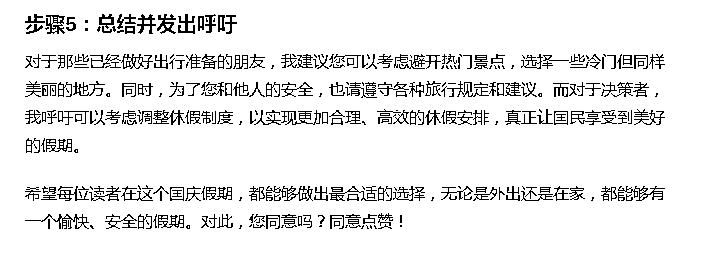 步骤5：总结并发出呼吁
对于那些已经做好出行准备的朋友，我建议您可以考虑避开热门景点，选择一些冷门但同样
美丽的地方。同时，为了您和他人的安全，也请遵守各种旅行规定和建议。而对于决策者，
我呼吁可以考虑调整休假制度，以实现更加合理、高效的休假安排，真正让国民享受到美好
的假期。
希望每位读者在这个国庆假期，都能够做出最合适的选择，无论是外出还是在家，都能够有
一个愉快、安全的假期。对此，您同意吗？同意点赞！